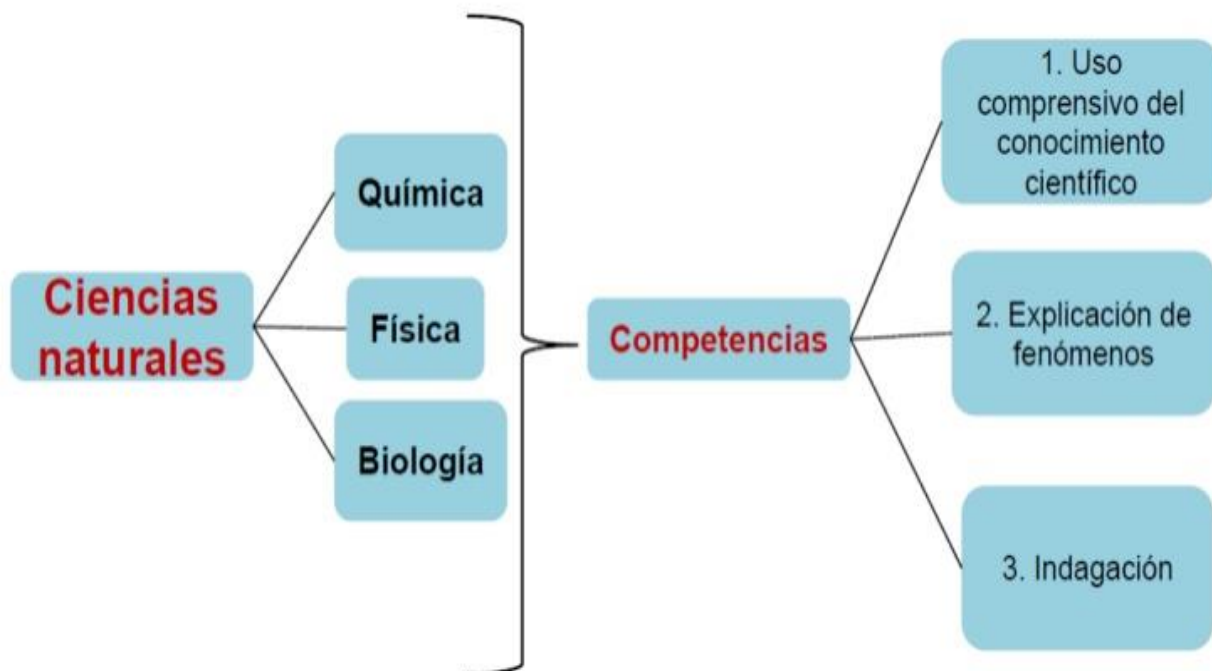 Ciencias
naturales
Química
Física
Biología
Competencias
1. Uso
comprensivo del
conocimiento
científico
2. Explicación de
fenómenos
3. Indagación